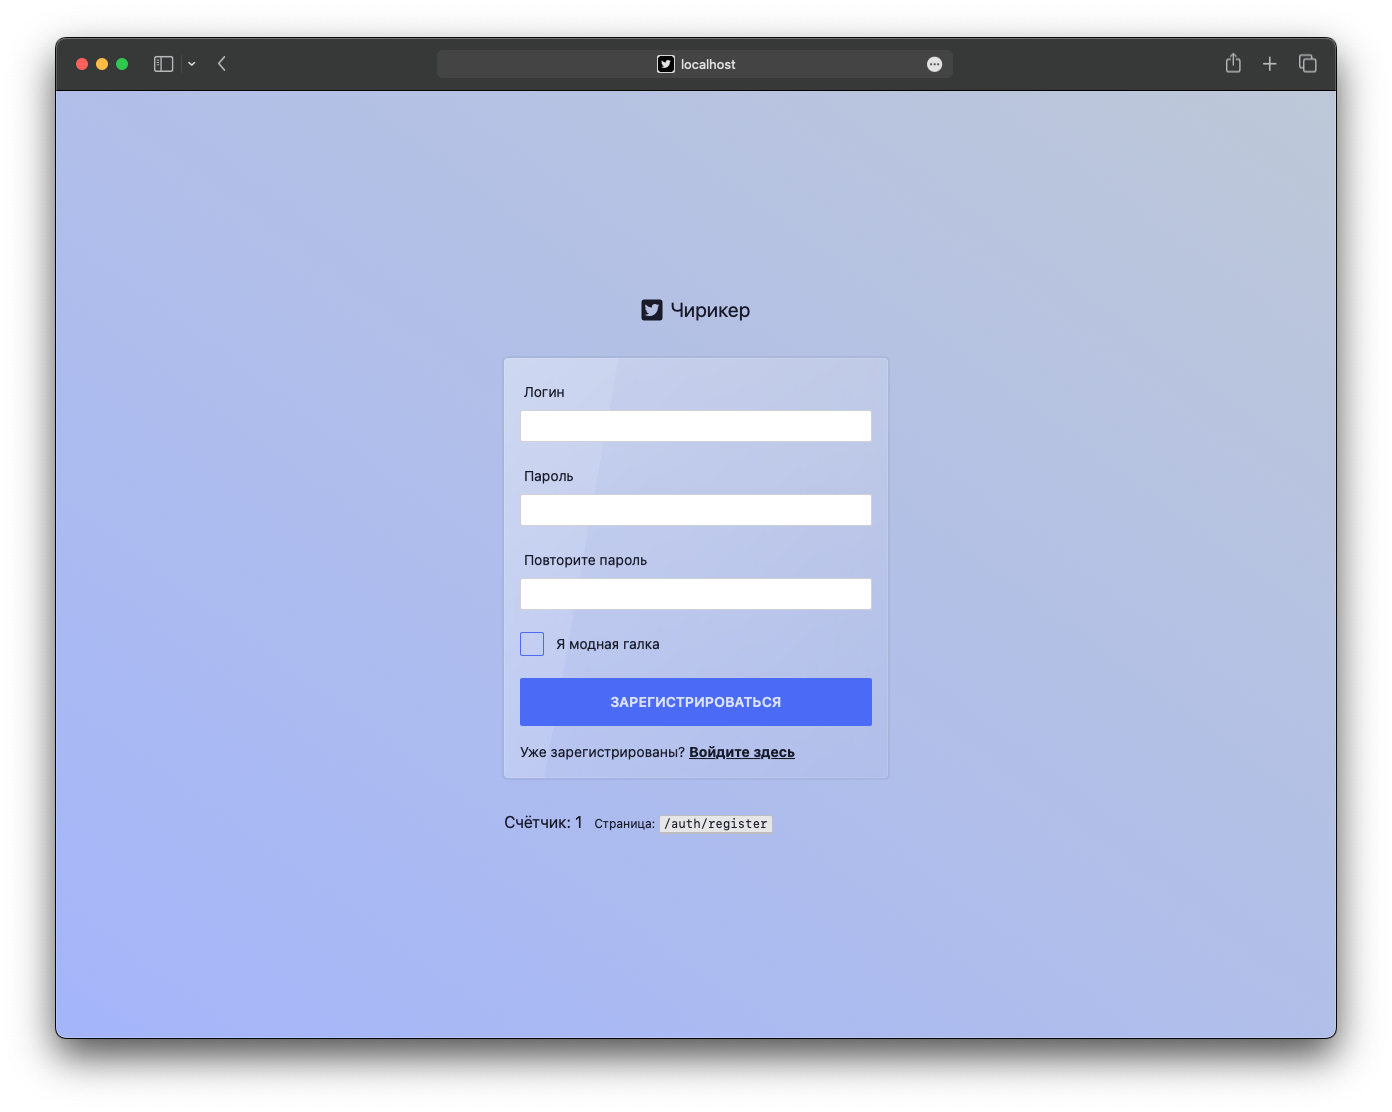 localhost
Чирикер
Логин
Пароль
Повторите пароль
Я модная галка
ЗАРЕГИСТРИРОВАТЬСЯ
Уже зарегистрированы? Войдите здесь
Счётчик: 1 Страница: /auth/register